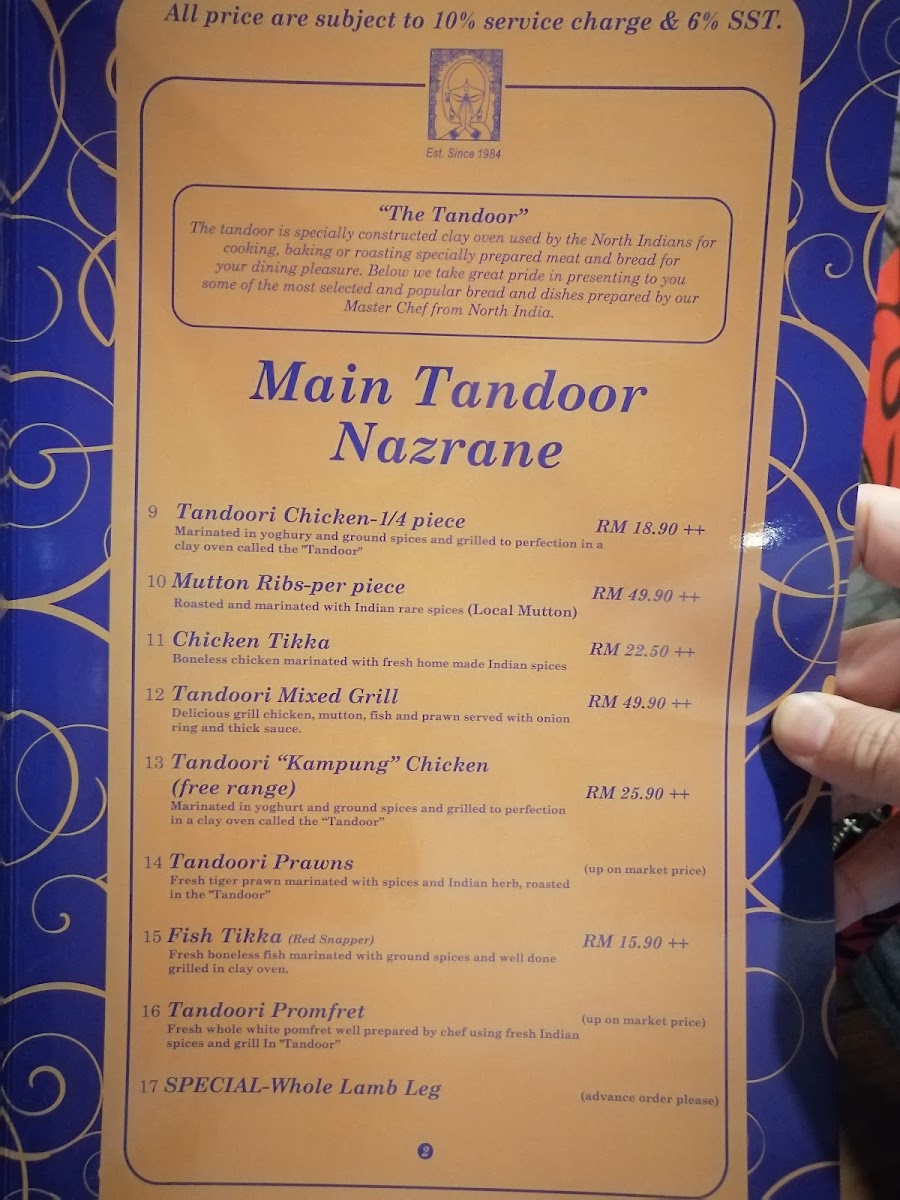 All price are subject to 10% service charge & 6% SST.
Est. Since 1984
“The Tandoor”
The tandoor is specially constructed clay oven used by the North Indians for
cooking, baking or roasting specially prepared meat and bread for
your dining pleasure. Below we take great pride in presenting to you
some of the most selected and popular bread and dishes prepared by our
Master Chef from North India.
Main Tandoor
Nazrane
9 Tandoori Chicken-1/4 piece RM 18.90 ++
Marinated in yoghury and ground spices and grilled to perfection in a
clay oven called the "Tandoor"
10 Mutton Ribs-per piece RM 49.90 ++
Roasted and marinated with Indian rare spices (Local Mutton)
11 Chicken Tikka RM 22.50 ++
Boneless chicken marinated with fresh home made Indian spices
12 Tandoori Mixed Grill RM 49.90 ++
Delicious grill chicken, mutton, fish and prawn served with onion
ring and thick sauce.
13 Tandoori “Kampung” Chicken
(free range) RM 25.90 ++
Marinated in yoghurt and ground spices and grilled to perfection
in a clay oven called the “Tandoor”
14 Tandoori Prawns (up on market price)
Fresh tiger prawn marinated with spices and Indian herb, roasted
in the "Tandoor”
15 Fish Tikka (Red Snapper) RM 15.90 ++
Fresh boneless fish marinated with ground spices and well done
grilled in clay oven.
16 Tandoori Promfret (up on market price)
Fresh whole white pomfret well prepared by chef using fresh Indian
spices and grill In "Tandoor”
17 SPECIAL-Whole Lamb Leg (advance order please)
2